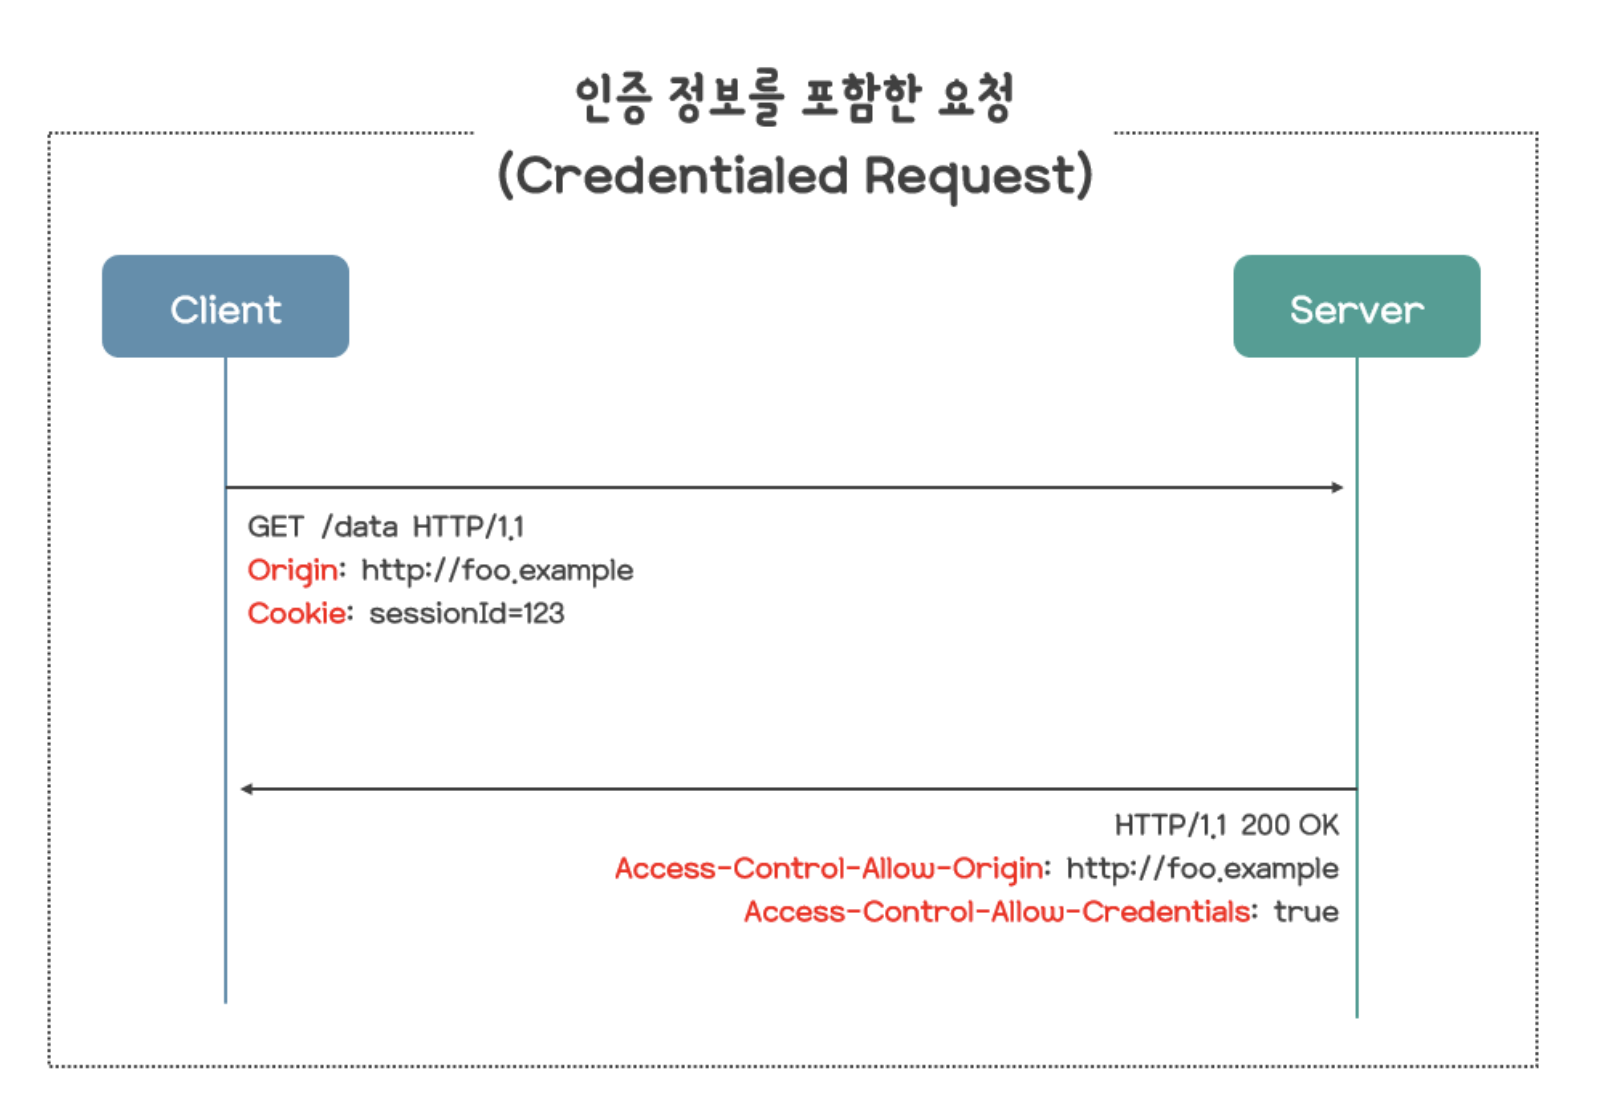 인증 정보를 포함한 요청
(Credentialed Request)
Client
Server
GET /data HTTP/1.1
Origin: http://foo.example
Cookie: sessionId=123
HTTP/1.1 200 OK
Access-Control-Allow-Origin: http://foo.example
Access-Control-Allow-Credentials: true